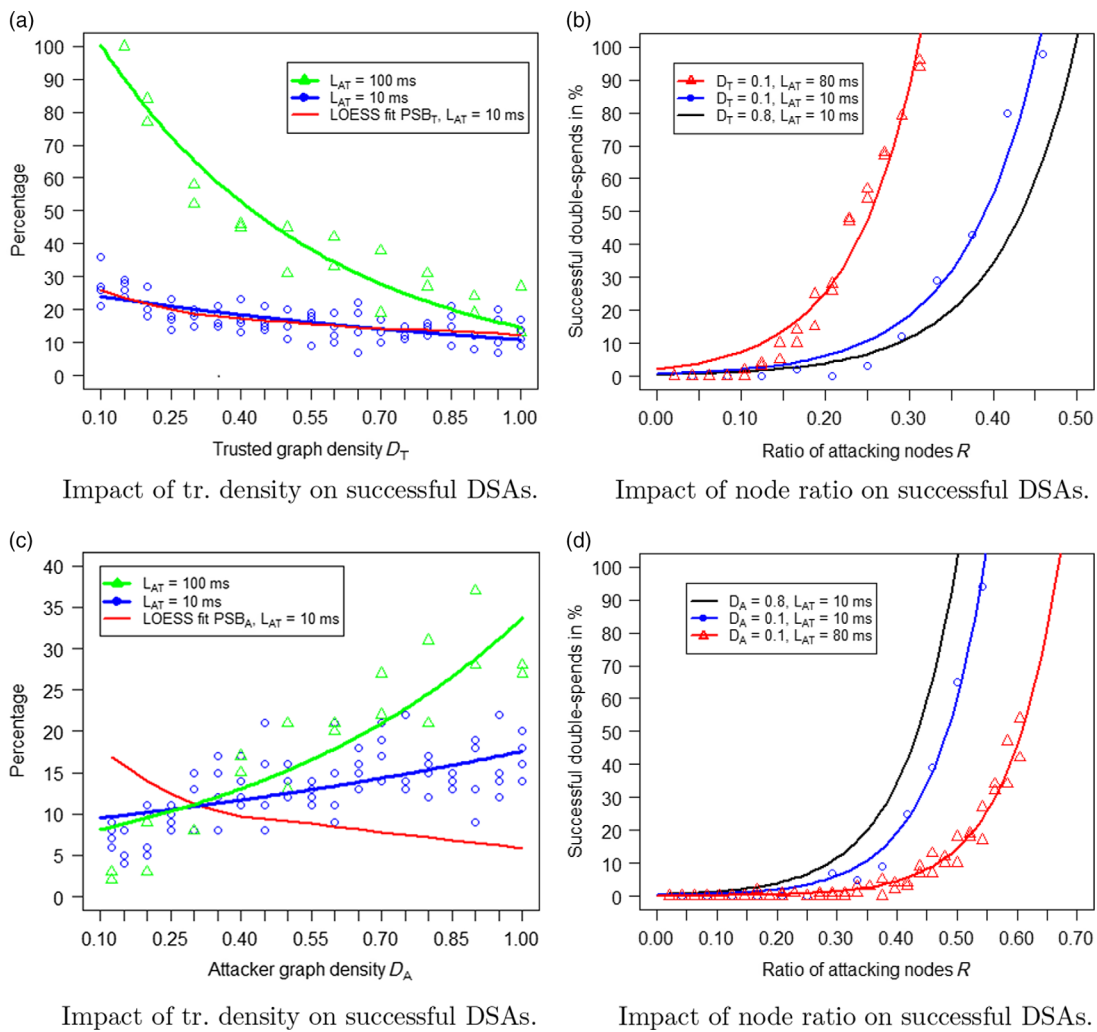 (a)
100
90
80
70
60
50
40
30
20
10
0
Percentage
L_AT = 100 ms
L_AT = 10 ms
LOESS fit PSB_T, L_AT = 10 ms
0.10 0.25 0.40 0.55 0.70 0.85 1.00
Trusted graph density D_T
Impact of tr. density on successful DSAs.
(b)
100
90
80
70
60
50
40
30
20
10
0
Successful double-spends in %
D_T = 0.1, L_AT = 80 ms
D_T = 0.1, L_AT = 10 ms
D_T = 0.8, L_AT = 10 ms
0.00 0.10 0.20 0.30 0.40 0.50
Ratio of attacking nodes R
Impact of node ratio on successful DSAs.
(c)
40
35
30
25
20
15
10
5
0
Percentage
L_AT = 100 ms
L_AT = 10 ms
LOESS fit PSB_A, L_AT = 10 ms
0.10 0.25 0.40 0.55 0.70 0.85 1.00
Attacker graph density D_A
Impact of tr. density on successful DSAs.
(d)
100
90
80
70
60
50
40
30
20
10
0
Successful double-spends in %
D_A = 0.8, L_AT = 10 ms
D_A = 0.1, L_AT = 10 ms
D_A = 0.1, L_AT = 80 ms
0.00 0.10 0.20 0.30 0.40 0.50 0.60 0.70
Ratio of attacking nodes R
Impact of node ratio on successful DSAs.